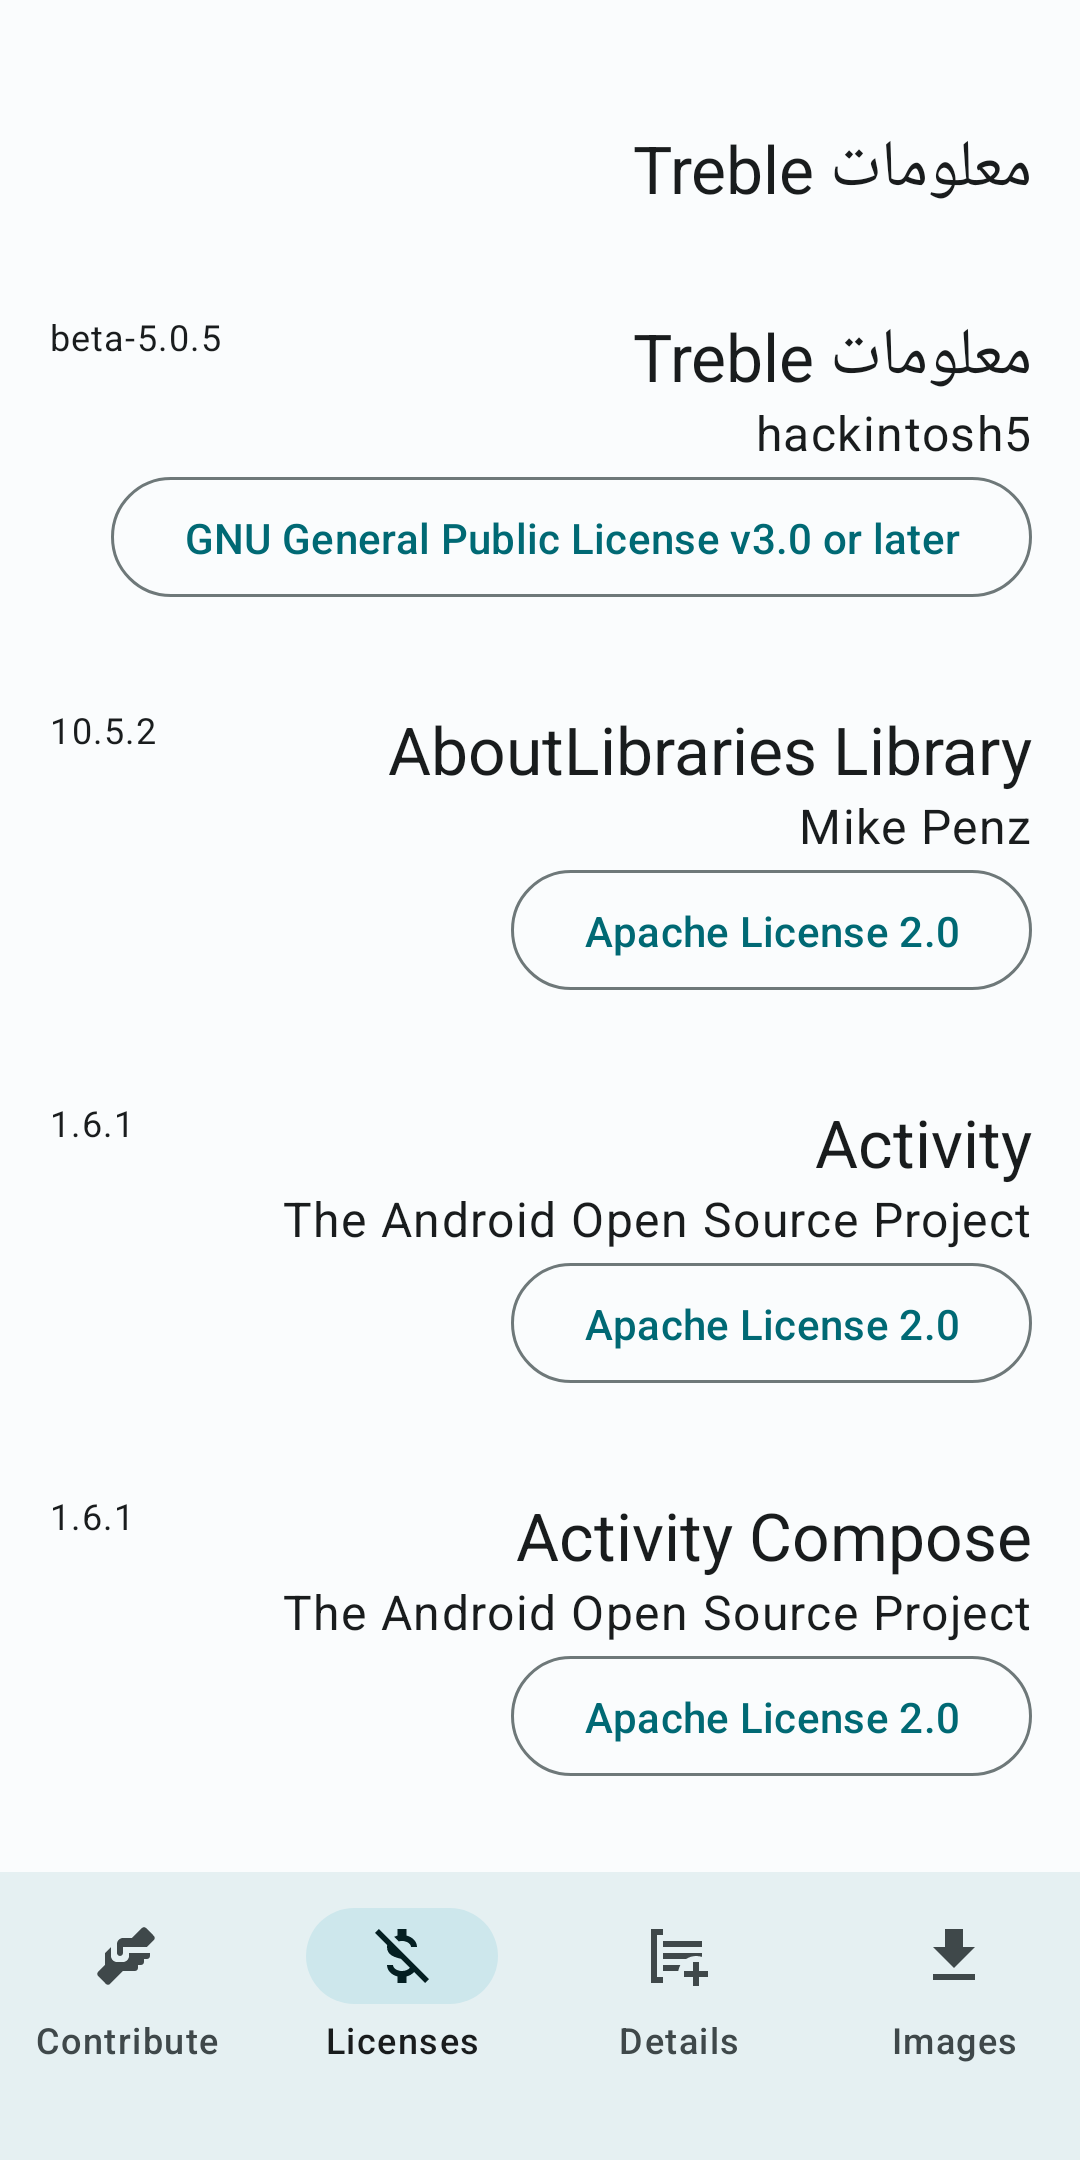 معلومات Treble
معلومات Treble
beta-5.0.5
hackintosh5
GNU General Public License v3.0 or later
AboutLibraries Library
10.5.2
Mike Penz
Apache License 2.0
Activity
1.6.1
The Android Open Source Project
Apache License 2.0
Activity Compose
1.6.1
The Android Open Source Project
Apache License 2.0
Contribute
Licenses
Details
Images